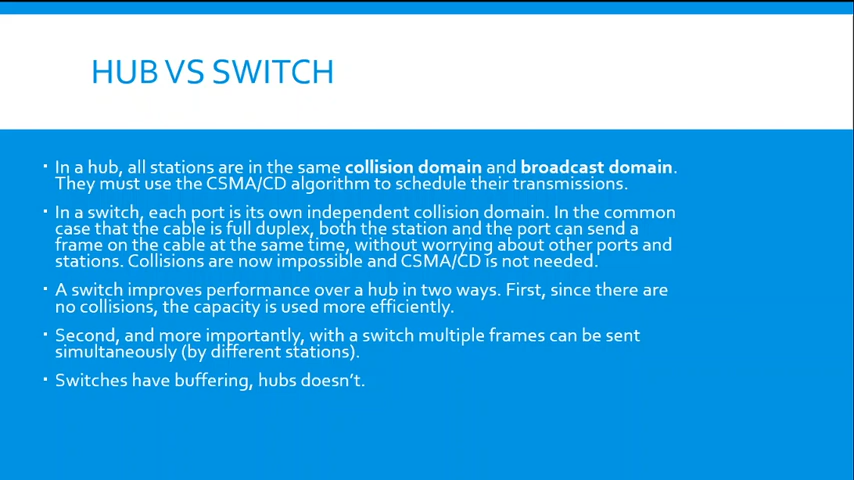 HUB VS SWITCH
▪ In a hub, all stations are in the same collision domain and broadcast domain.
They must use the CSMA/CD algorithm to schedule their transmissions.
▪ In a switch, each port is its own independent collision domain. In the common
case that the cable is full duplex, both the station and the port can send a
frame on the cable at the same time, without worrying about other ports and
stations. Collisions are now impossible and CSMA/CD is not needed.
▪ A switch improves performance over a hub in two ways. First, since there are
no collisions, the capacity is used more efficiently.
▪ Second, and more importantly, with a switch multiple frames can be sent
simultaneously (by different stations).
▪ Switches have buffering, hubs doesn't.